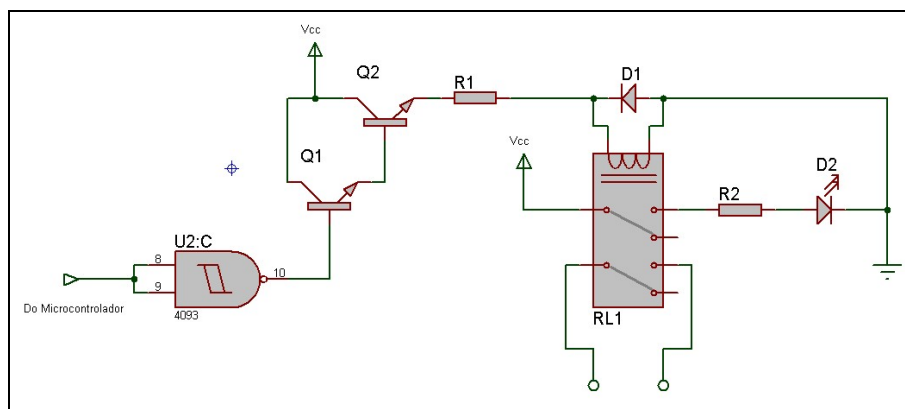 Vcc
Q2
R1
D1
Q1
Vcc
D2
R2
U2:C
8
9
10
4093
Do Microcontrolador
RL1